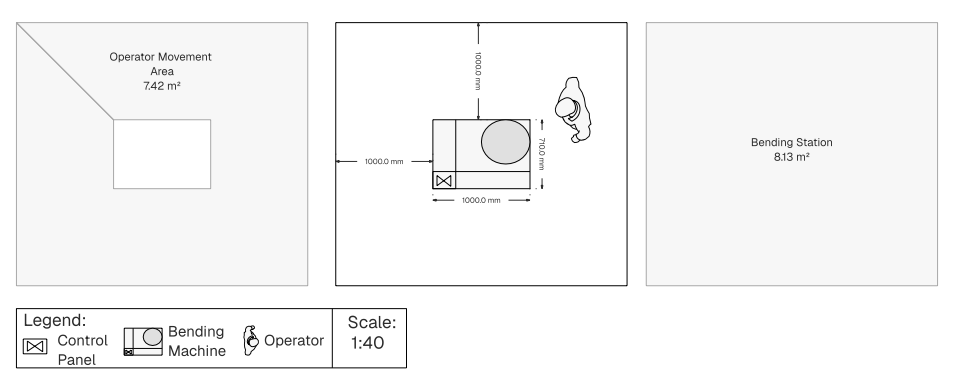 Operator Movement
Area
7.42 m²
1000.0 mm
1000.0 mm
710.0 mm
1000.0 mm
Bending Station
8.13 m²
Legend:
Control
Panel
Bending
Machine
Operator
Scale:
1:40